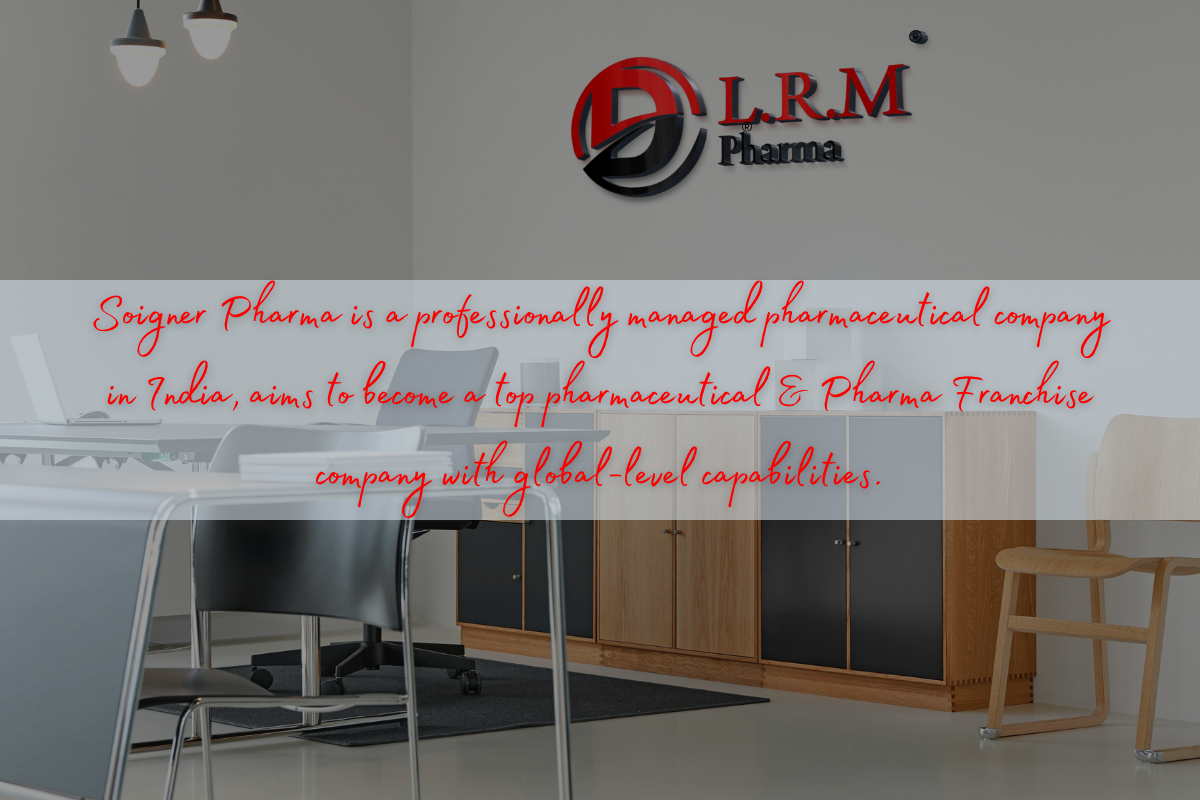 L.R.M
®
Pharma
Soigner Pharma is a professionally managed pharmaceutical company
in India, aims to become a top pharmaceutical & Pharma Franchise
company with global-level capabilities.